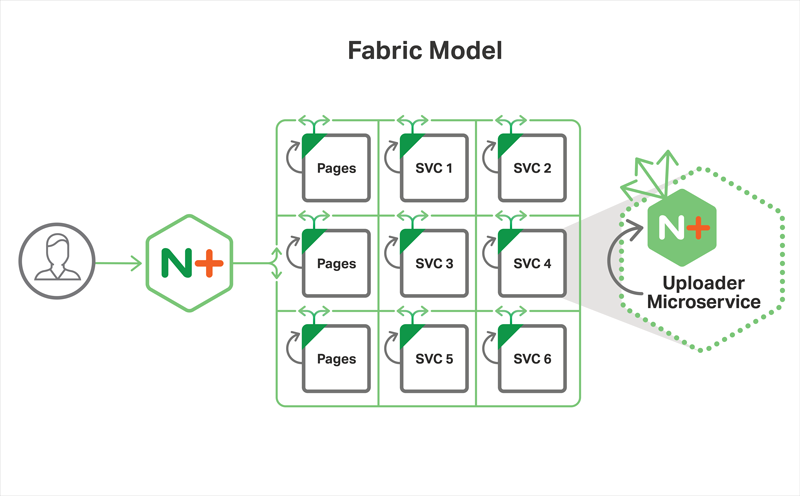 Fabric Model
Pages
SVC 1
SVC 2
N+
N+
Pages
SVC 3
SVC 4
Uploader
Microservice
Pages
SVC 5
SVC 6